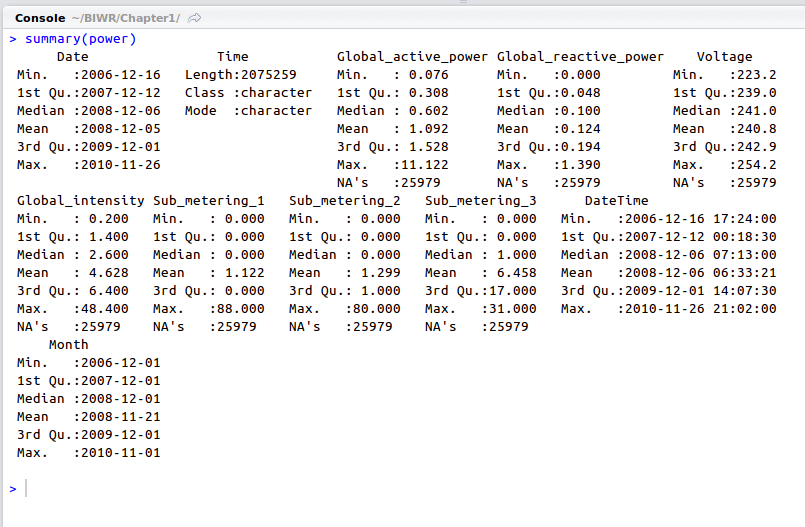 Console ~/BIWR/Chapter1/
> summary(power)
Date Time Global_active_power Global_reactive_power Voltage
Min. :2006-12-16 Length:2075259 Min. : 0.076 Min. :0.000 Min. :223.2
1st Qu.:2007-12-12 Class :character 1st Qu.: 0.308 1st Qu.:0.048 1st Qu.:239.0
Median :2008-12-06 Mode :character Median : 0.602 Median :0.100 Median :241.0
Mean :2008-12-05 Mean : 1.092 Mean :0.124 Mean :240.8
3rd Qu.:2009-12-01 3rd Qu.: 1.528 3rd Qu.:0.194 3rd Qu.:242.9
Max. :2010-11-26 Max. :11.122 Max. :1.390 Max. :254.2
NA's :25979 NA's :25979 NA's :25979
Global_intensity Sub_metering_1 Sub_metering_2 Sub_metering_3 DateTime
Min. : 0.200 Min. : 0.000 Min. : 0.000 Min. : 0.000 Min. :2006-12-16 17:24:00
1st Qu.: 1.400 1st Qu.: 0.000 1st Qu.: 0.000 1st Qu.: 0.000 1st Qu.:2007-12-12 00:18:30
Median : 2.600 Median : 0.000 Median : 0.000 Median : 1.000 Median :2008-12-06 07:13:00
Mean : 4.628 Mean : 1.122 Mean : 1.299 Mean : 6.458 Mean :2008-12-06 06:33:21
3rd Qu.: 6.400 3rd Qu.: 0.000 3rd Qu.: 1.000 3rd Qu.:17.000 3rd Qu.:2009-12-01 14:07:30
Max. :48.400 Max. :88.000 Max. :80.000 Max. :31.000 Max. :2010-11-26 21:02:00
NA's :25979 NA's :25979 NA's :25979 NA's :25979
Month
Min. :2006-12-01
1st Qu.:2007-12-01
Median :2008-12-01
Mean :2008-11-21
3rd Qu.:2009-12-01
Max. :2010-11-01
>